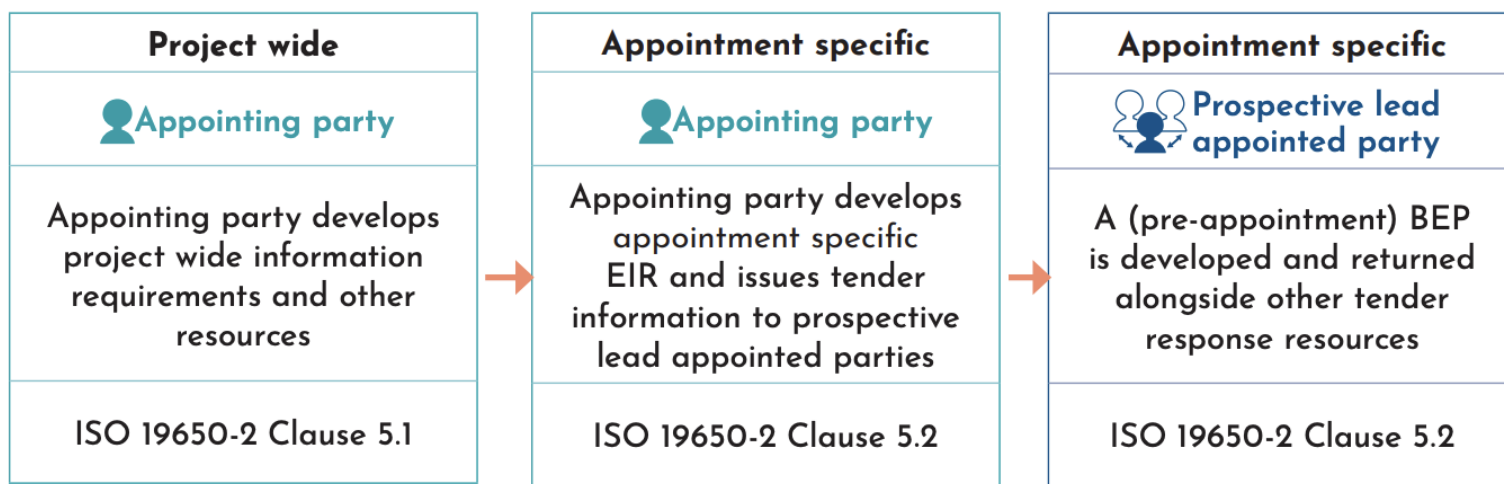 Project wide
Appointing party
Appointing party develops
project wide information
requirements and other
resources
ISO 19650-2 Clause 5.1
Appointment specific
Appointing party
Appointing party develops
appointment specific
EIR and issues tender
information to prospective
lead appointed parties
ISO 19650-2 Clause 5.2
Appointment specific
Prospective lead
appointed party
A (pre-appointment) BEP
is developed and returned
alongside other tender
response resources
ISO 19650-2 Clause 5.2